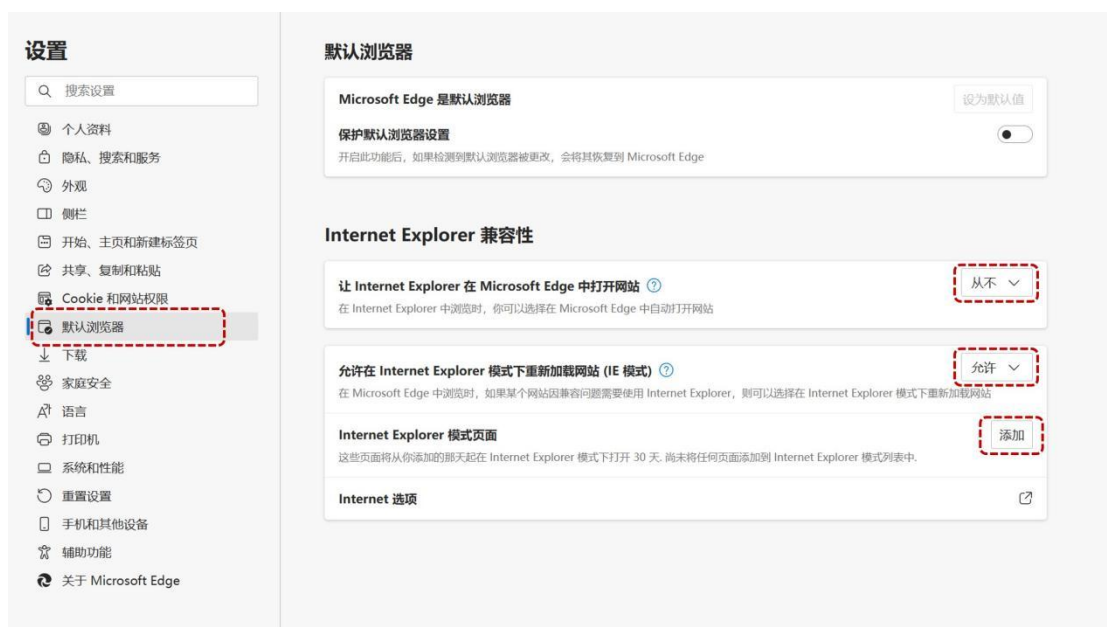 设置
搜索设置
个人资料
隐私、搜索和服务
外观
侧栏
开始、主页和新建标签页
共享、复制和粘贴
Cookie 和网站权限
默认浏览器
下载
家庭安全
语言
打印机
系统和性能
重置设置
手机和其他设备
辅助功能
关于 Microsoft Edge
默认浏览器
Microsoft Edge 是默认浏览器
设为默认值
保护默认浏览器设置
开启此功能后，如果检测到默认浏览器被更改，会将其恢复到 Microsoft Edge
Internet Explorer 兼容性
让 Internet Explorer 在 Microsoft Edge 中打开网站
从不
在 Internet Explorer 中浏览时，你可以选择在 Microsoft Edge 中自动打开网站
允许在 Internet Explorer 模式下重新加载网站 (IE 模式)
允许
在 Microsoft Edge 中浏览时，如果某个网站因兼容问题需要使用 Internet Explorer，则可以选择在 Internet Explorer 模式下重新加载网站
Internet Explorer 模式页面
添加
这些页面将从你添加的那天起在 Internet Explorer 模式下打开 30 天. 尚未将任何页面添加到 Internet Explorer 模式列表中.
Internet 选项